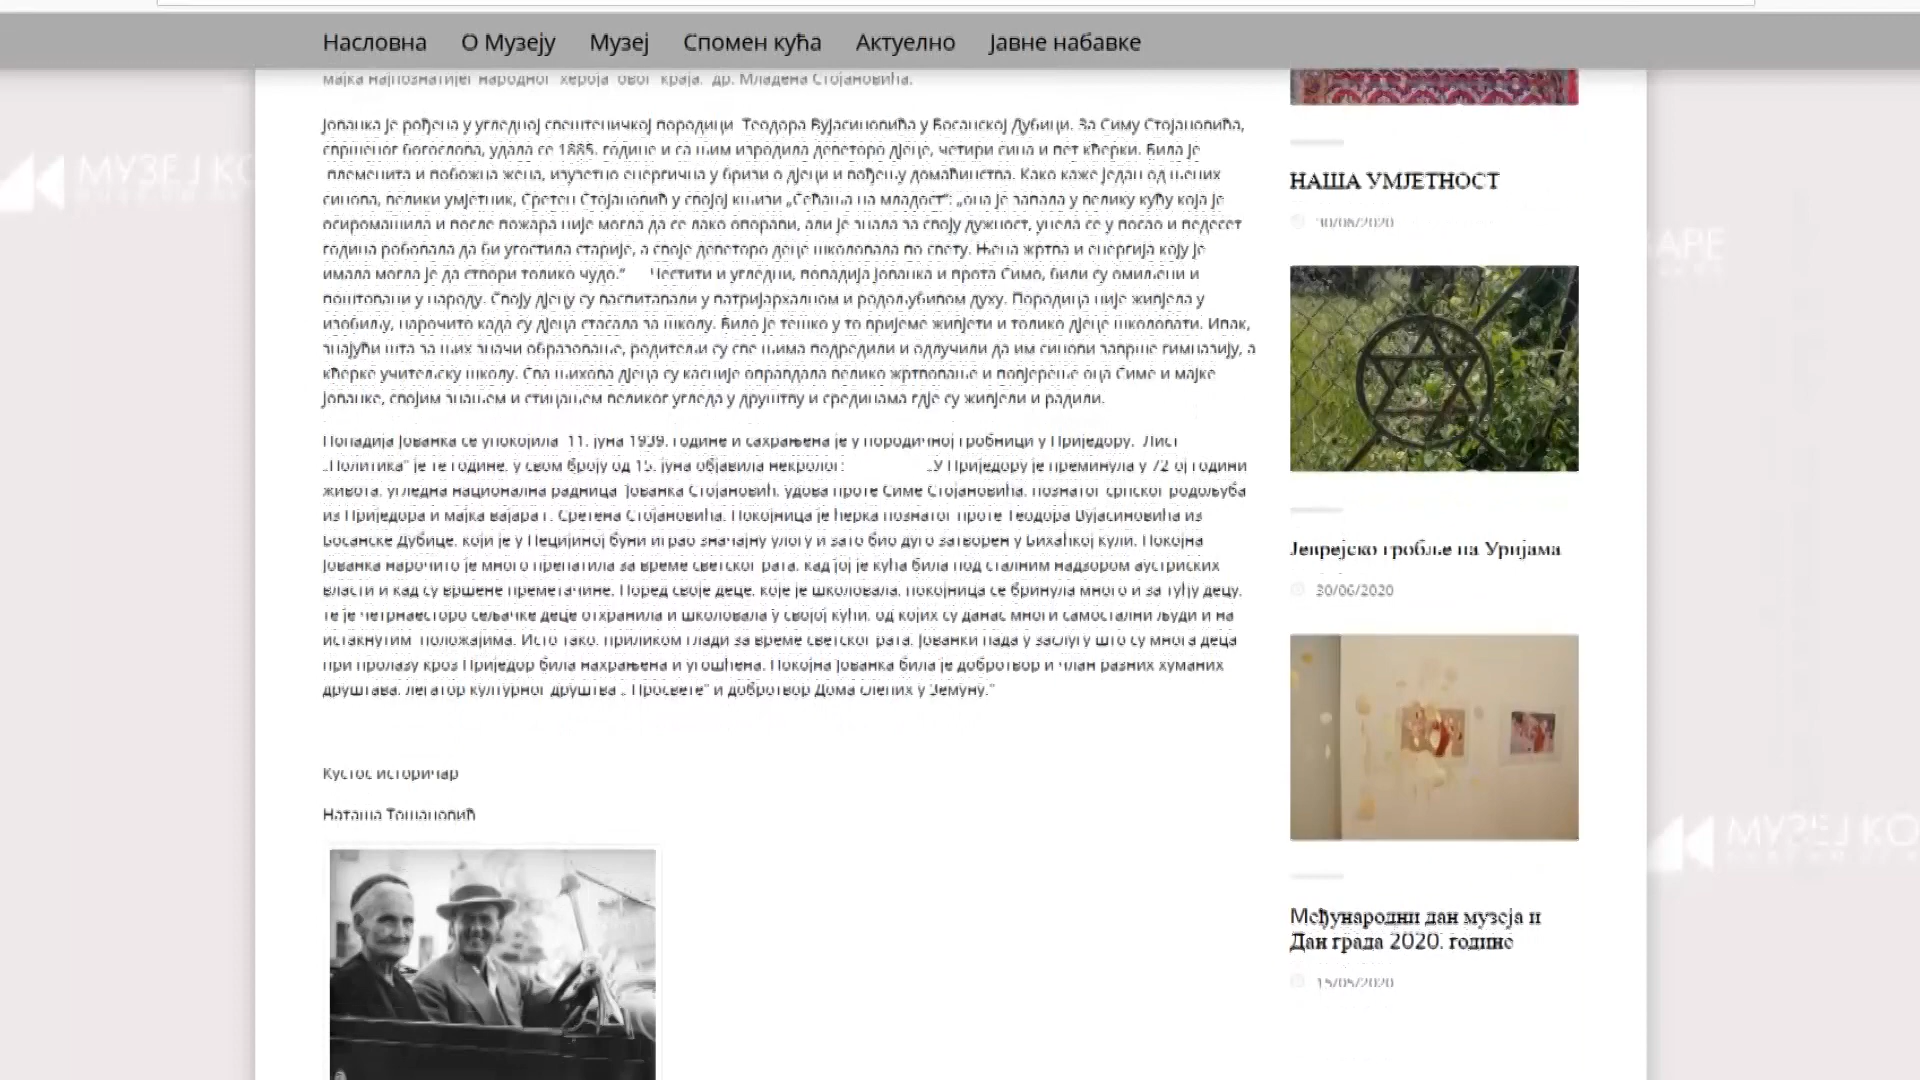 Насловна О Музеју Музеј Спомен кућа Актуелно Јавне набавке
мајка најпознатијег народног хероја овог краја, др. Младена Стојановића.
Јованка је рођена у угледној свештеничкој породици Теодора Вујасиновића у Босанској Дубици. За Симу Стојановића,
свршеног богослова, удала се 1885. године и са њим изродила деветоро дјеце, четири сина и пет кћерки. Била је
племенита и побожна жена, изузетно енергична у бризи о дјеци и вођењу домаћинства. Како каже један од њених
синова, велики умјетник, Сретен Стојановић у својој књизи „Сећања на младост“: „она је запала у велику кућу која је
осиромашила и после пожара није могла да се лако опорави, али је знала за своју дужност, унела се у посао и педесет
година робовала да би угостила старије, а своје деветоро деце школовала по свету. Њена жртва и енергија коју је
имала могла је да створи толико чудо.“ Честити и угледни, попадија Јованка и прота Симо, били су омиљени и
поштовани у народу. Своју дјецу су васпитавали у патријархалном и родољубивом духу. Породица није живјела у
изобиљу, нарочито када су дјеца стасала за школу. Било је тешко у то вријеме живјети и толико дјеце школовати. Ипак,
знајући шта за њих значи образовање, родитељи су све њима подредили и одлучили да им синови заврше гимназију, а
кћерке учитељску школу. Сва њихова дјеца су касније оправдала велико жртвовање и повјерење оца Симе и мајке
Јованке, својим знањем и стицањем великог угледа у друштву и срединама гдје су живјели и радили.
Попадија Јованка се упокојила 11. јуна 1939. године и сахрањена је у породичној гробници у Приједору. Лист
„Политика“ је те године, у свом броју од 15. јуна објавила некролог: „У Приједору је преминула у 72 ој години
живота, угледна национална радница Јованка Стојановић, удова проте Симе Стојановића, познатог српског родољуба
из Приједора и мајка вајара г. Сретена Стојановића. Покојница је ћерка познатог проте Теодора Вујасиновића из
Босанске Дубице, који је у Пецијиној буни играо значајну улогу и зато био дуго затворен у Бихаћкој кули. Покојна
Јованка нарочито је много препатила за време светског рата, кад јој је кућа била под сталним надзором аустриских
власти и кад су вршене преметачине. Поред своје деце, које је школовала, покојница се бринула много и за туђу децу,
те је четрнаесторо сељачке деце отхранила и школовала у својој кући, од којих су данас многи самостални људи и на
истакнутим положајима. Исто тако, приликом глади за време светског рата, Јованки пада у заслугу што су многа деца
при пролазу кроз Приједор била нахрањена и угошћена. Покојна Јованка била је добротвор и члан разних хуманих
друштава, легатор културног друштва „ Просвете“ и добротвор Дома слепих у Земуну.“
Кустос историчар
Наташа Тошановић
НАША УМЈЕТНОСТ
30/06/2020
Јеврејско гробље на Уријама
30/06/2020
Међународни дан музеја и
Дан града 2020. године
15/05/2020
МУЗЕЈ КО
МУЗЕЈ КО